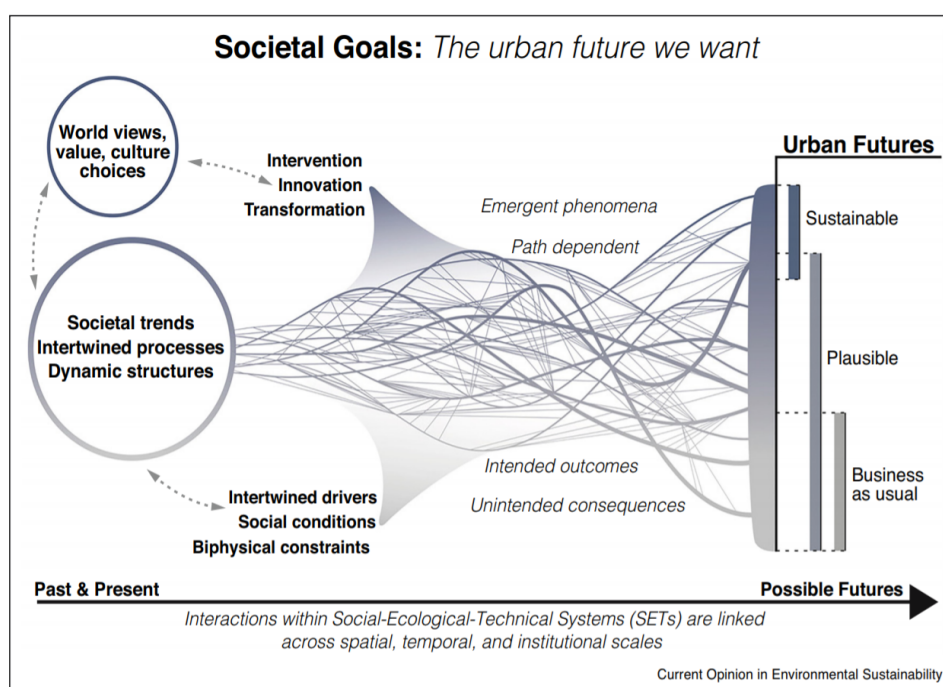 Societal Goals: The urban future we want
World views,
value, culture
choices
Intervention
Innovation
Transformation
Emergent phenomena
Path dependent
Urban Futures
Sustainable
Societal trends
Intertwined processes
Dynamic structures
Plausible
Intended outcomes
Unintended consequences
Business
as usual
Intertwined drivers
Social conditions
Biphysical constraints
Past & Present
Possible Futures
Interactions within Social-Ecological-Technical Systems (SETs) are linked
across spatial, temporal, and institutional scales
Current Opinion in Environmental Sustainability